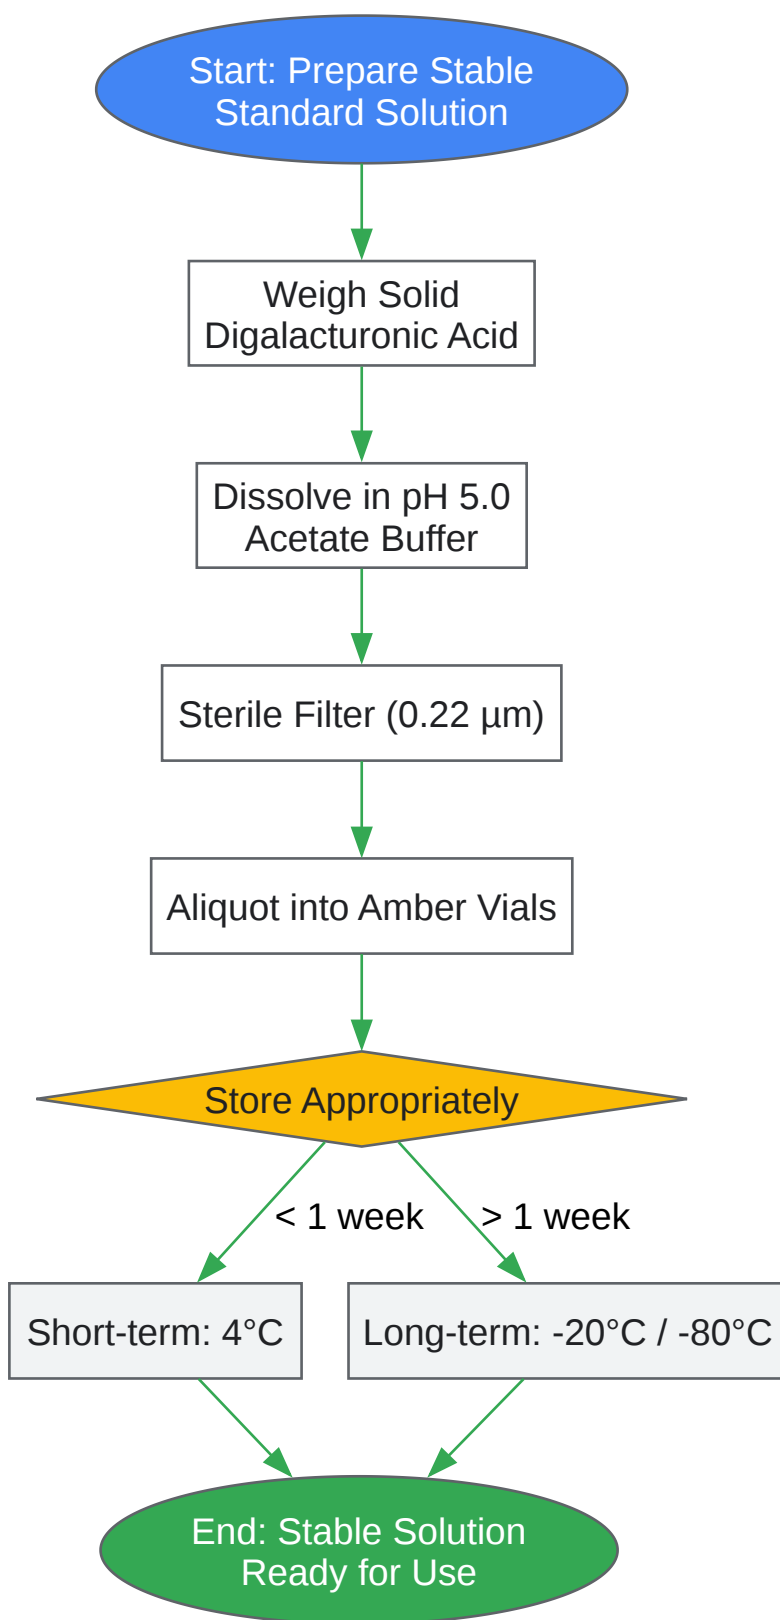 Start: Prepare Stable
Standard Solution
Weigh Solid
Digalacturonic Acid
Dissolve in pH 5.0
Acetate Buffer
Sterile Filter (0.22 µm)
Aliquot into Amber Vials
Store Appropriately
< 1 week
> 1 week
Short-term: 4°C
Long-term: -20°C / -80°C
End: Stable Solution
Ready for Use